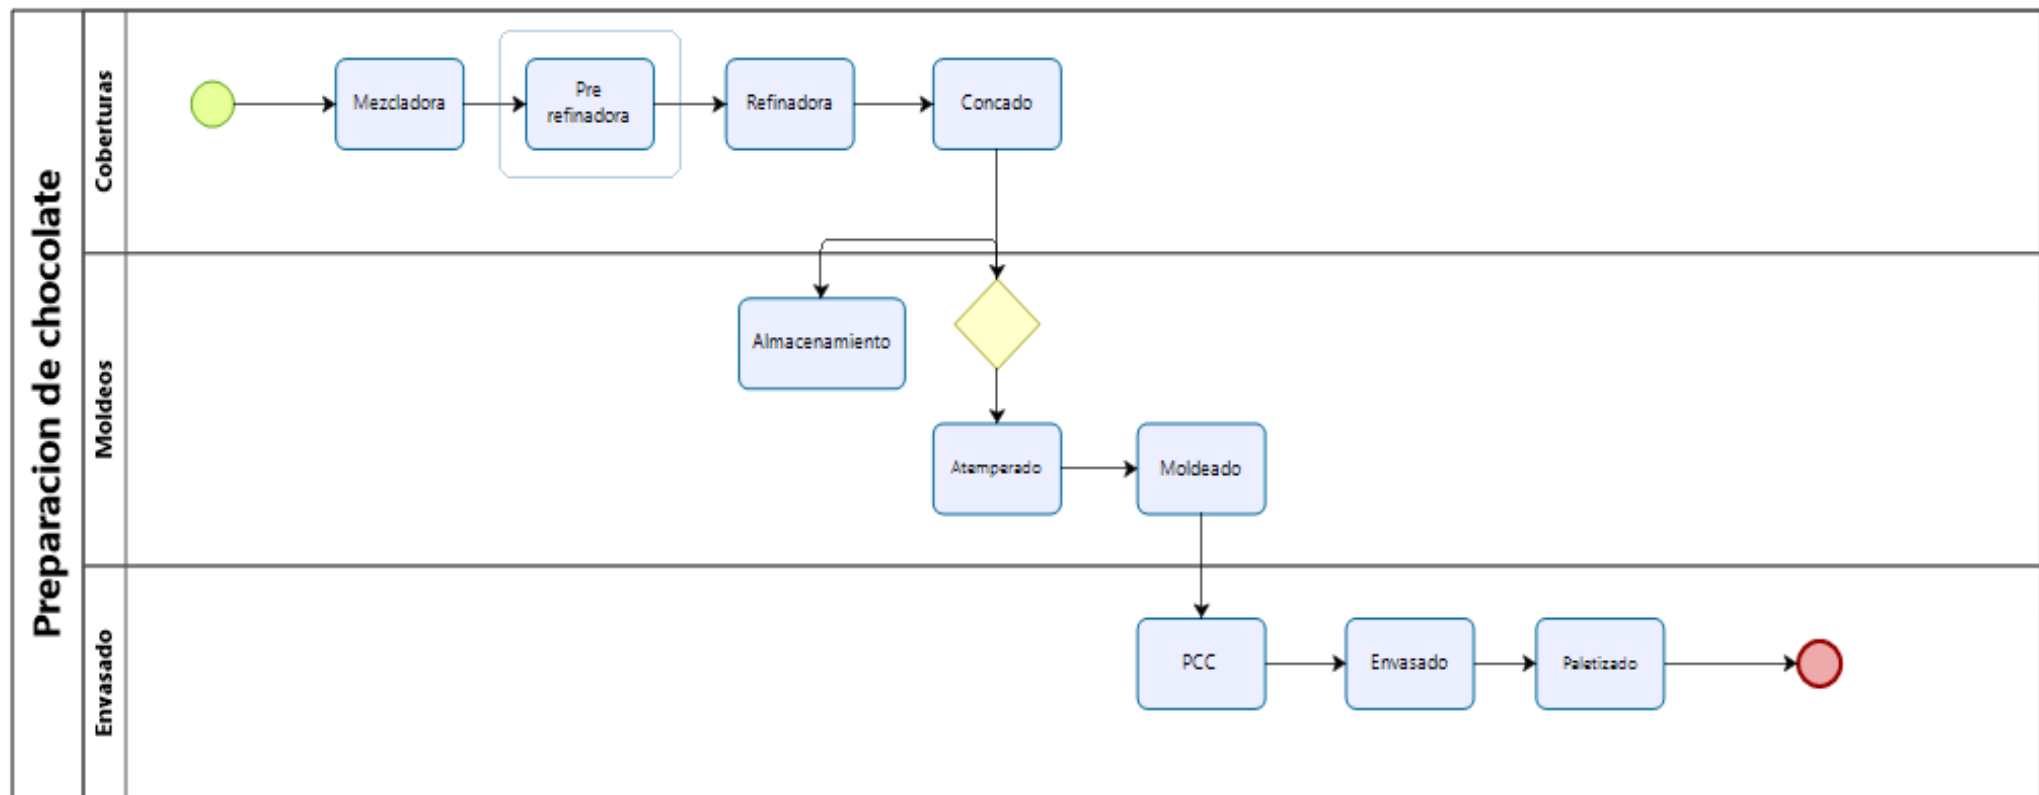 Preparacion de chocolate
Coberturas
Mezcladora
Pre
refinadora
Refinadora
Concado
Moldeos
Almacenamiento
Atemperado
Moldeado
Envasado
PCC
Envasado
Paletizado